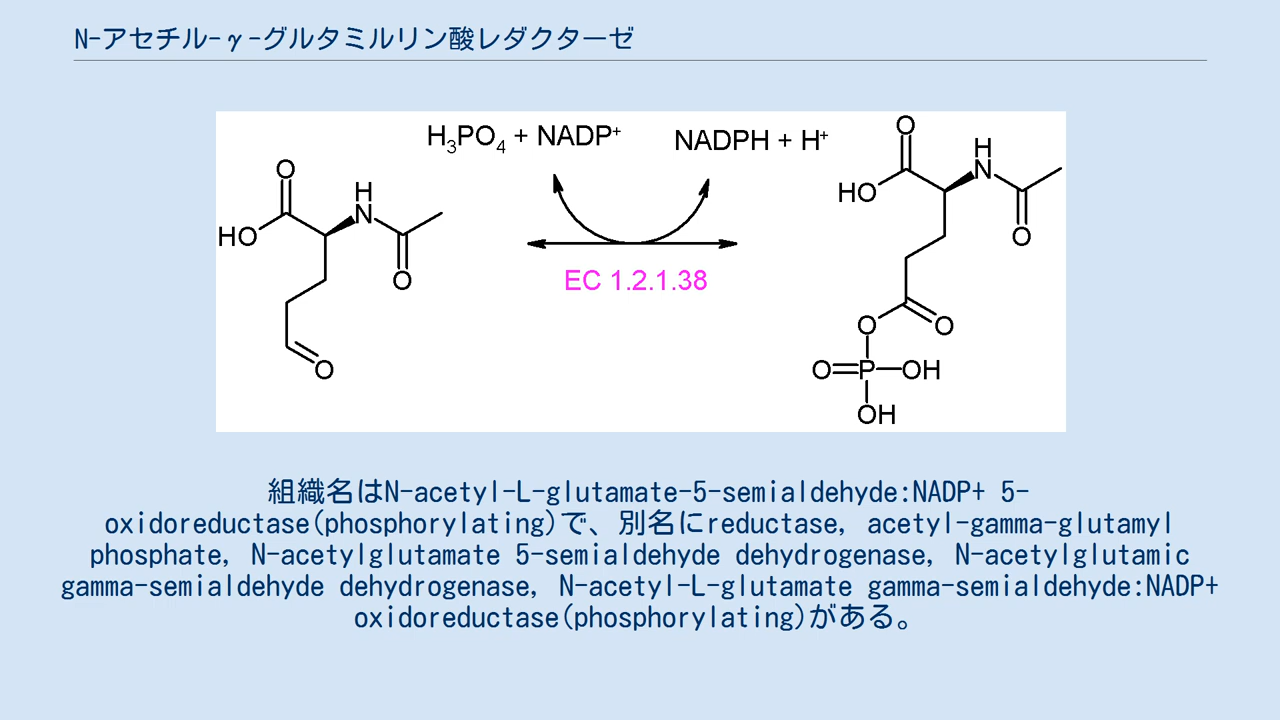 N-アセチル-γ-グルタミルリン酸レダクターゼ
H3PO4 + NADP+
NADPH + H+
O
H
N
HO
O
O
EC 1.2.1.38
O
H
N
HO
O
O
O
O=P-OH
OH
組織名はN-acetyl-L-glutamate-5-semialdehyde:NADP+ 5-
oxidoreductase(phosphorylating)で、別名にreductase, acetyl-gamma-glutamyl
phosphate, N-acetylglutamate 5-semialdehyde dehydrogenase, N-acetylglutamic
gamma-semialdehyde dehydrogenase, N-acetyl-L-glutamate gamma-semialdehyde:NADP+
oxidoreductase(phosphorylating)がある。